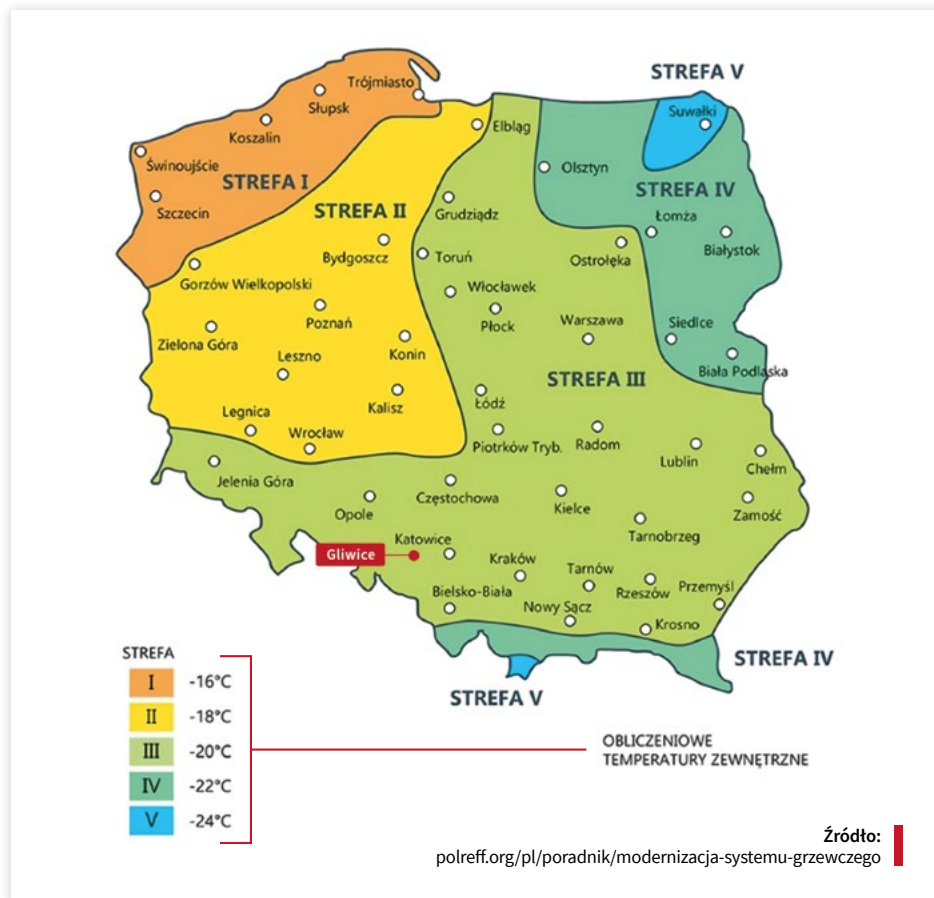 STREFA V
Trójmiasto
Słupsk
Suwałki
Koszalin
Elbląg
Świnoujście
Olsztyn
STREFA I
STREFA IV
Szczecin
STREFA II
Grudziądz
Łomża
Bydgoszcz
Toruń
Ostrołęka
Białystok
Gorzów Wielkopolski
Włocławek
Poznań
Płock
Warszawa
Siedlce
Zielona Góra
Leszno
Konin
Biała Podlaska
STREFA III
Legnica
Kalisz
Łódź
Wrocław
Piotrków Tryb.
Radom
Lublin
Chełm
Jelenia Góra
Częstochowa
Opole
Kielce
Zamość
Tarnobrzeg
Katowice
Gliwice
Kraków
Tarnów
Przemyśl
Bielsko-Biała
Rzeszów
Nowy Sącz
Krosno
STREFA
STREFA IV
I -16°C
STREFA V
II -18°C
III -20°C
OBLICZENIOWE
TEMPERATURY ZEWNĘTRZNE
IV -22°C
V -24°C
Źródło:
polreff.org/pl/poradnik/modernizacja-systemu-grzewczego